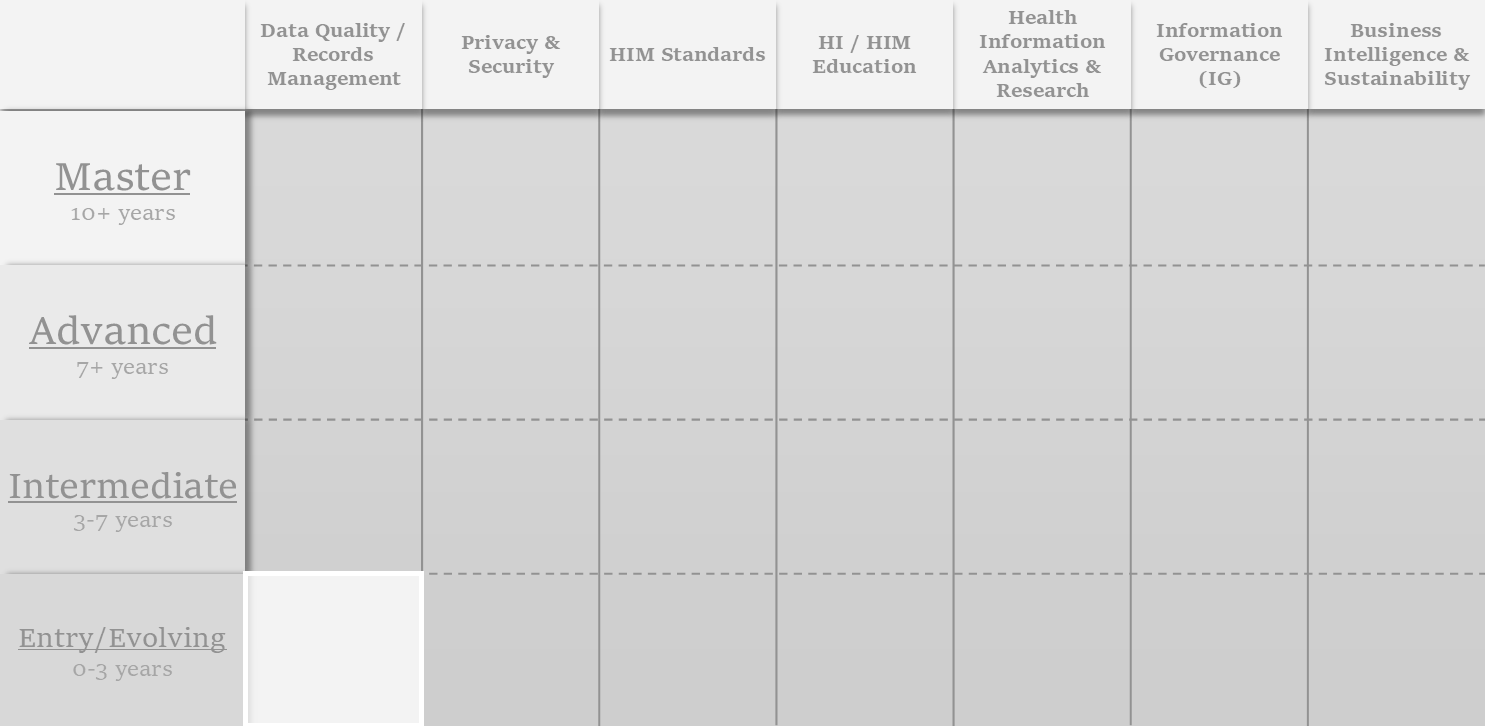 Data Quality /
Records
Management
Privacy &
Security
HIM Standards
HI / HIM
Education
Health
Information
Analytics &
Research
Information
Governance
(IG)
Business
Intelligence &
Sustainability
Master
10+ years
Advanced
7+ years
Intermediate
3-7 years
Entry/Evolving
0-3 years